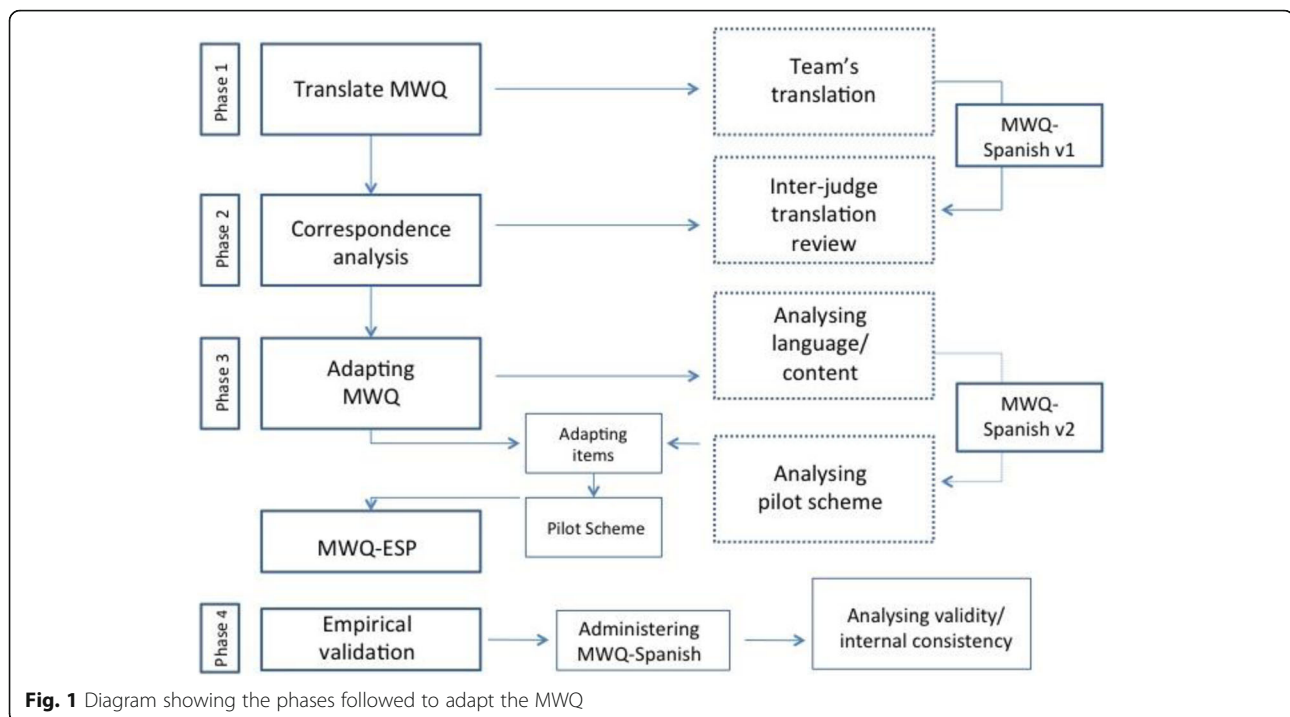 Phase 1
Translate MWQ
Team's
translation
MWQ-
Spanish v1
Phase 2
Correspondence
analysis
Inter-judge
translation
review
Phase 3
Adapting
MWQ
Analysing
language/
content
MWQ-
Spanish v2
Adapting
items
Analysing
pilot scheme
Pilot Scheme
MWQ-ESP
Phase 4
Empirical
validation
Administering
MWQ-Spanish
Analysing validity/
internal consistency
Fig. 1 Diagram showing the phases followed to adapt the MWQ